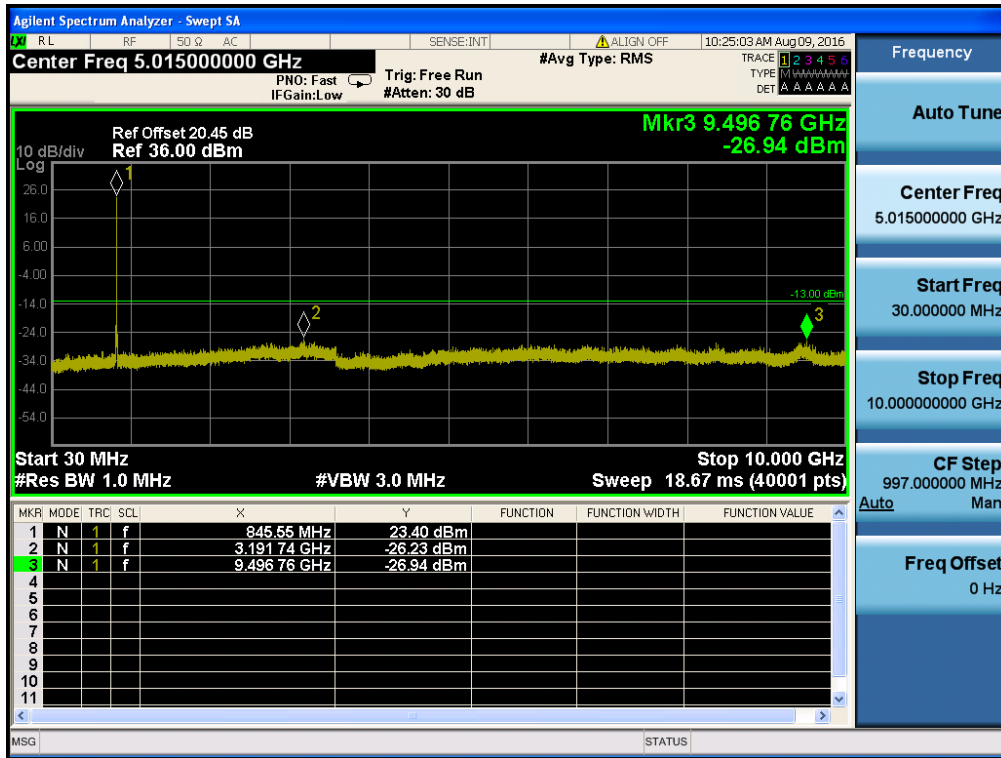 Agilent Spectrum Analyzer - Swept SA
LXI RL RF 50 Ω AC SENSE:INT ALIGN OFF 10:25:03 AM Aug 09, 2016
Center Freq 5.015000000 GHz
PNO: Fast
IFGain:Low
Trig: Free Run
#Atten: 30 dB
#Avg Type: RMS
TRACE 1 2 3 4 5 6
TYPE M
DET A A A A A A
Mkr3 9.496 76 GHz
-26.94 dBm
Ref Offset 20.45 dB
10 dB/div Ref 36.00 dBm
Log
1
26.0
16.0
6.00
-4.00
-13.00 dBm
-14.0
2
3
-24.0
-34.0
-44.0
-54.0
Start 30 MHz Stop 10.000 GHz
#Res BW 1.0 MHz #VBW 3.0 MHz Sweep 18.67 ms (40001 pts)
MKR MODE TRC SCL X Y FUNCTION FUNCTION WIDTH FUNCTION VALUE
1 N 1 f 845.55 MHz 23.40 dBm
2 N 1 f 3.191 74 GHz -26.23 dBm
3 N 1 f 9.496 76 GHz -26.94 dBm
4
5
6
7
8
9
10
11
MSG STATUS
Frequency
Auto Tune
Center Freq
5.015000000 GHz
Start Freq
30.000000 MHz
Stop Freq
10.000000000 GHz
CF Step
997.000000 MHz
Auto Man
Freq Offset
0 Hz